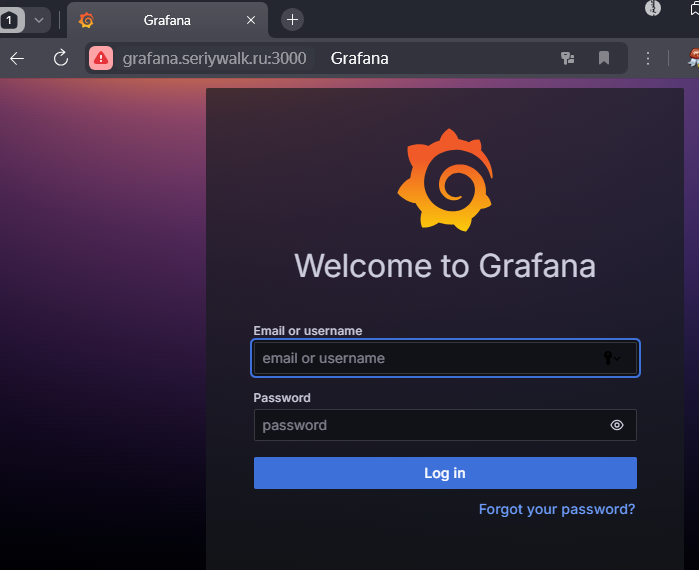 1
Grafana
grafana.seriywalk.ru:3000 Grafana
Welcome to Grafana
Email or username
email or username
Password
password
Log in
Forgot your password?